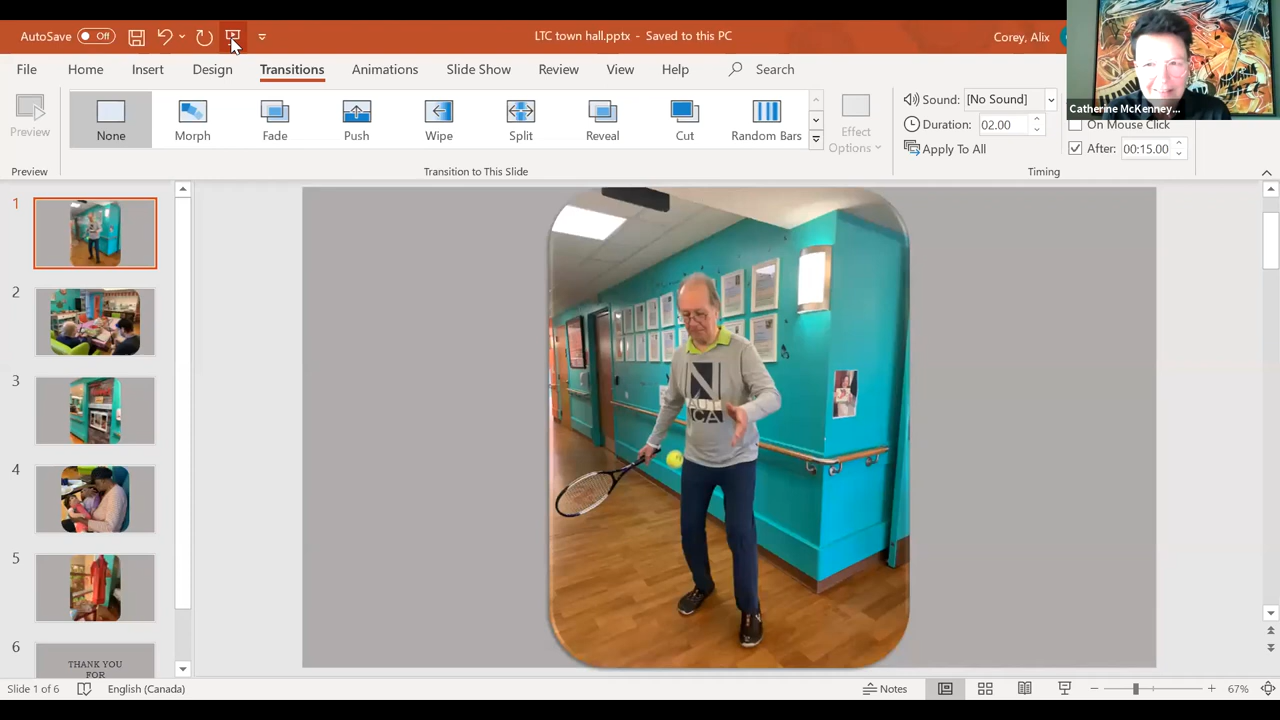 AutoSave Off
LTC town hall.pptx - Saved to this PC
Corey, Alix
File Home Insert Design Transitions Animations Slide Show Review View Help Search
Catherine McKenney...
Preview
None Morph Fade Push Wipe Split Reveal Cut Random Bars
Effect Options
Sound: [No Sound]
Duration: 02.00
Apply To All
On Mouse Click
After: 00:15.00
Preview
Transition to This Slide
Timing
1
2
3
4
5
6
THANK YOU
FOR
N
Slide 1 of 6
English (Canada)
Notes
67%